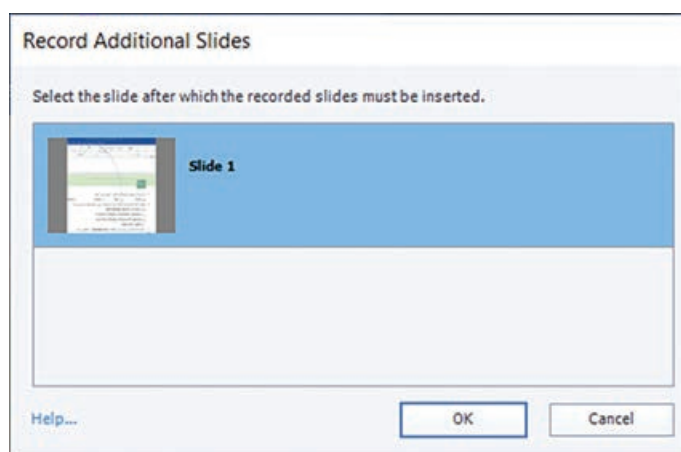 Record Additional Slides
Select the slide after which the recorded slides must be inserted.
Slide 1
Help...
OK
Cancel